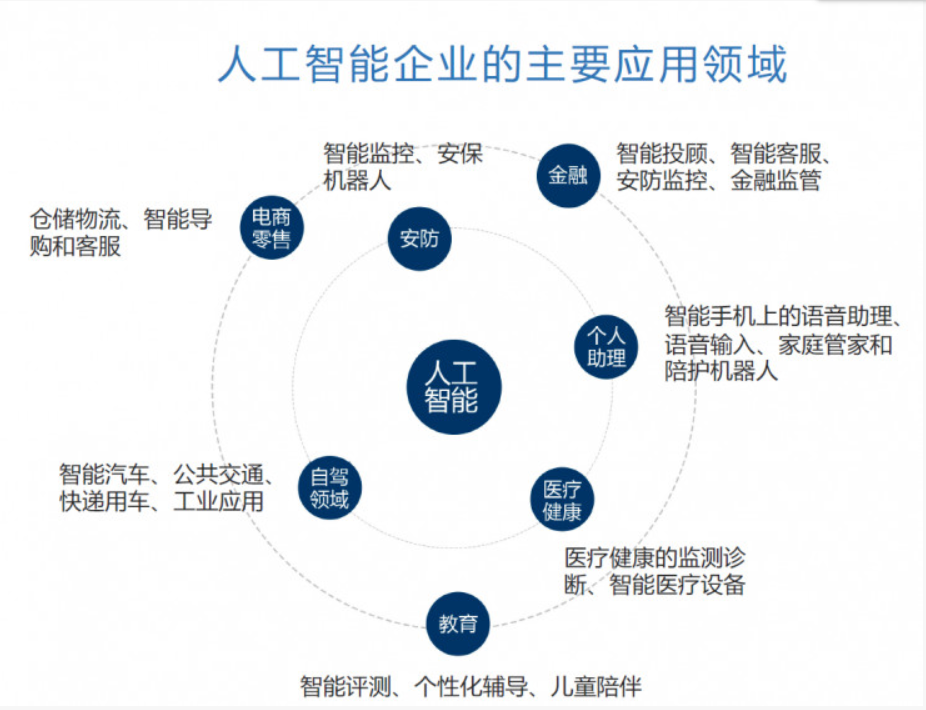 人工智能企业的主要应用领域
智能监控、安保
机器人
金融
智能投顾、智能客服、
安防监控、金融监管
电商
零售
仓储物流、智能导
购和客服
安防
个人
助理
智能手机上的语音助理、
语音输入、家庭管家和
陪护机器人
人工
智能
自驾
领域
智能汽车、公共交通、
快递用车、工业应用
医疗
健康
医疗健康的监测诊
断、智能医疗设备
教育
智能评测、个性化辅导、儿童陪伴